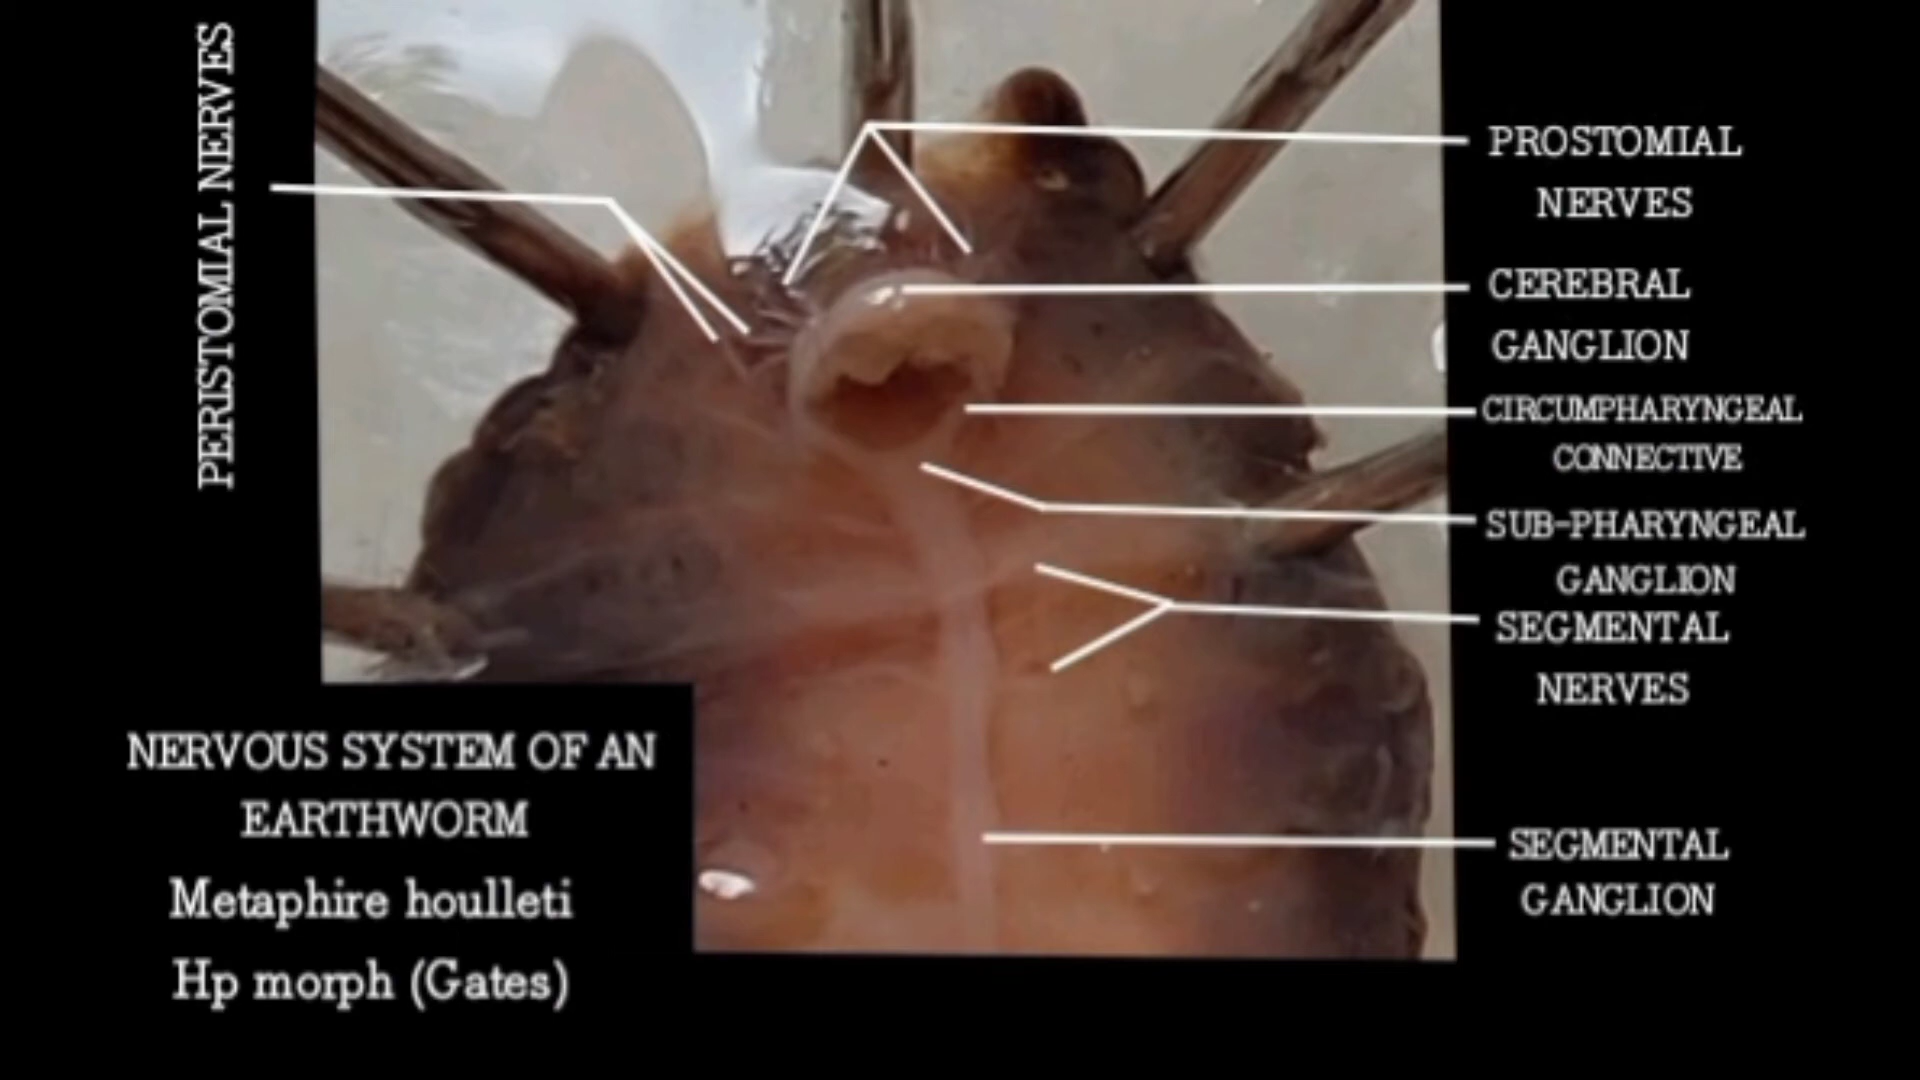 PERISTOMIAL NERVES
PROSTOMIAL
NERVES
CEREBRAL
GANGLION
CIRCUMPHARYNGEAL
CONNECTIVE
SUB-PHARYNGEAL
GANGLION
SEGMENTAL
NERVES
SEGMENTAL
GANGLION
NERVOUS SYSTEM OF AN
EARTHWORM
Metaphire houlleti
Hp morph (Gates)